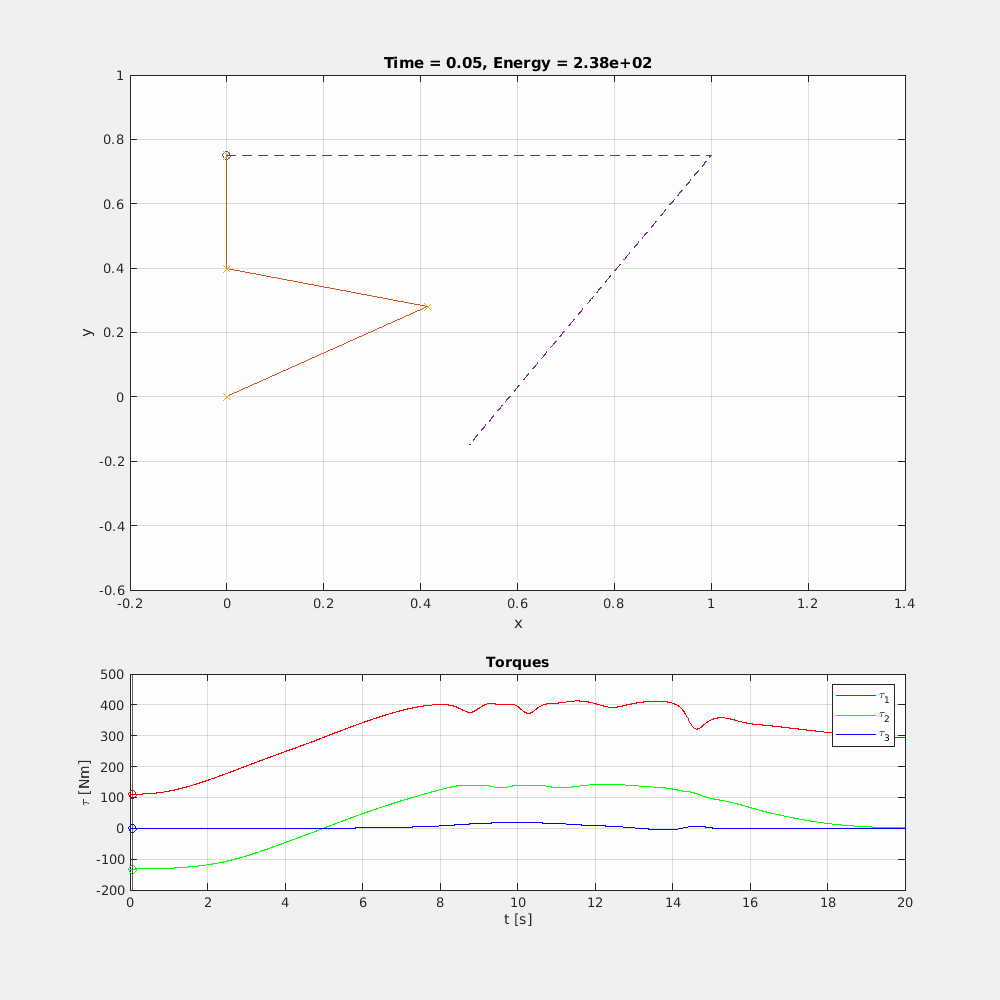 Time = 0.05, Energy = 2.38e+02
1
0.8
0.6
0.4
0.2
0
-0.2
-0.4
-0.6
y
-0.2 0 0.2 0.4 0.6 0.8 1 1.2 1.4
x
Torques
500
400
300
200
100
0
-100
-200
τ [Nm]
τ1
τ2
τ3
0 2 4 6 8 10 12 14 16 18 20
t [s]